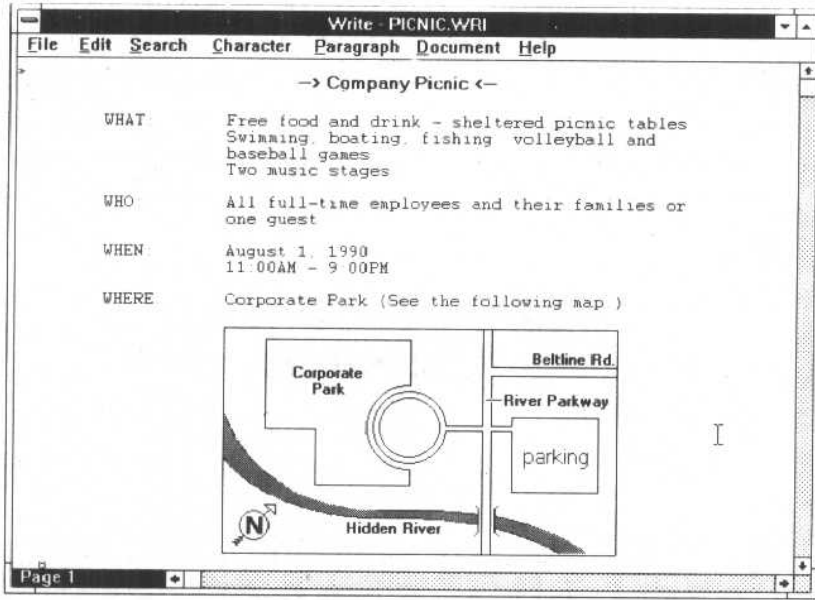 Write - PICNIC.WRI
File Edit Search Character Paragraph Document Help
–> Company Picnic <–
WHAT: Free food and drink - sheltered picnic tables
Swimming, boating, fishing volleyball and
baseball games
Two music stages
WHO: All full-time employees and their families or
one guest
WHEN: August 1, 1990
11:00AM - 9:00PM
WHERE Corporate Park (See the following map.)
Beltline Rd.
Corporate
Park
River Parkway
parking
N
Hidden River
Page 1